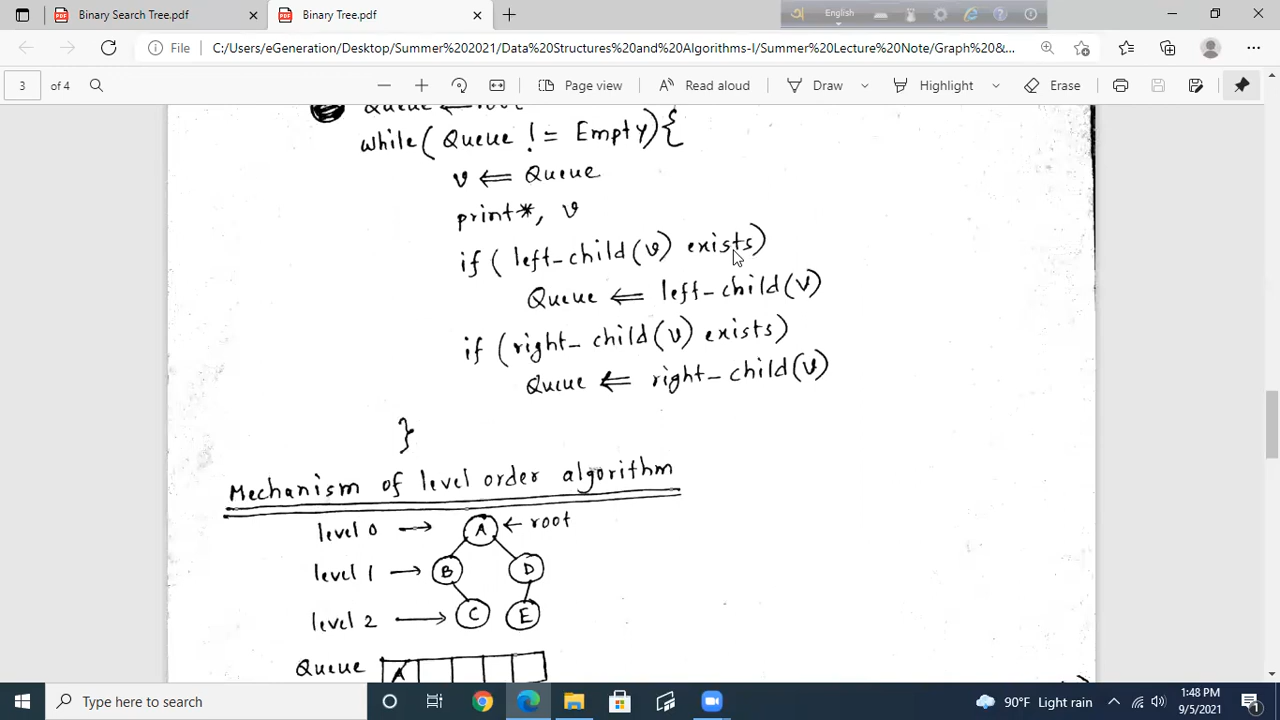 Binary Search Tree.pdf
Binary Tree.pdf
English
File
C:/Users/eGeneration/Desktop/Summer%202021/Data%20Structures%20and%20Algorithms-I/Summer%20Lecture%20Note/Graph%20&...
3 of 4
Page view
Read aloud
Draw
Highlight
Erase
Queue ← root
while( Queue != Empty){
v ⇐ Queue
print*, v
if ( left-child(v) exists)
Queue ⇐ left-child(v)
if (right-child(v) exists)
Queue ⇐ right-child(v)
}
Mechanism of level order algorithm
level 0 → A ← root
level 1 → B D
level 2 → C E
Queue A
Type here to search
90°F Light rain
1:48 PM
9/5/2021